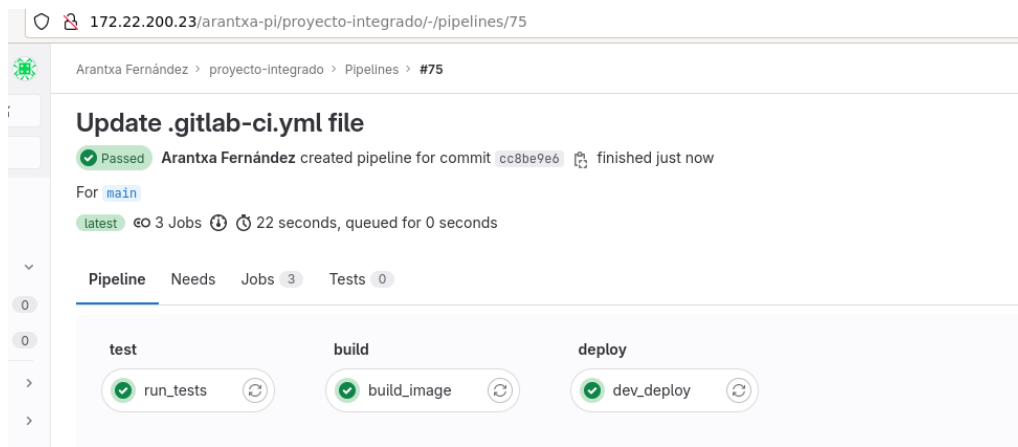 172.22.200.23/arantxa-pi/proyecto-integrado/-/pipelines/75
Arantxa Fernández > proyecto-integrado > Pipelines > #75
Update .gitlab-ci.yml file
Passed Arantxa Fernández created pipeline for commit cc8be9e6 finished just now
For main
latest 3 Jobs 22 seconds, queued for 0 seconds
Pipeline Needs Jobs 3 Tests 0
0
0
test build deploy
run_tests build_image dev_deploy